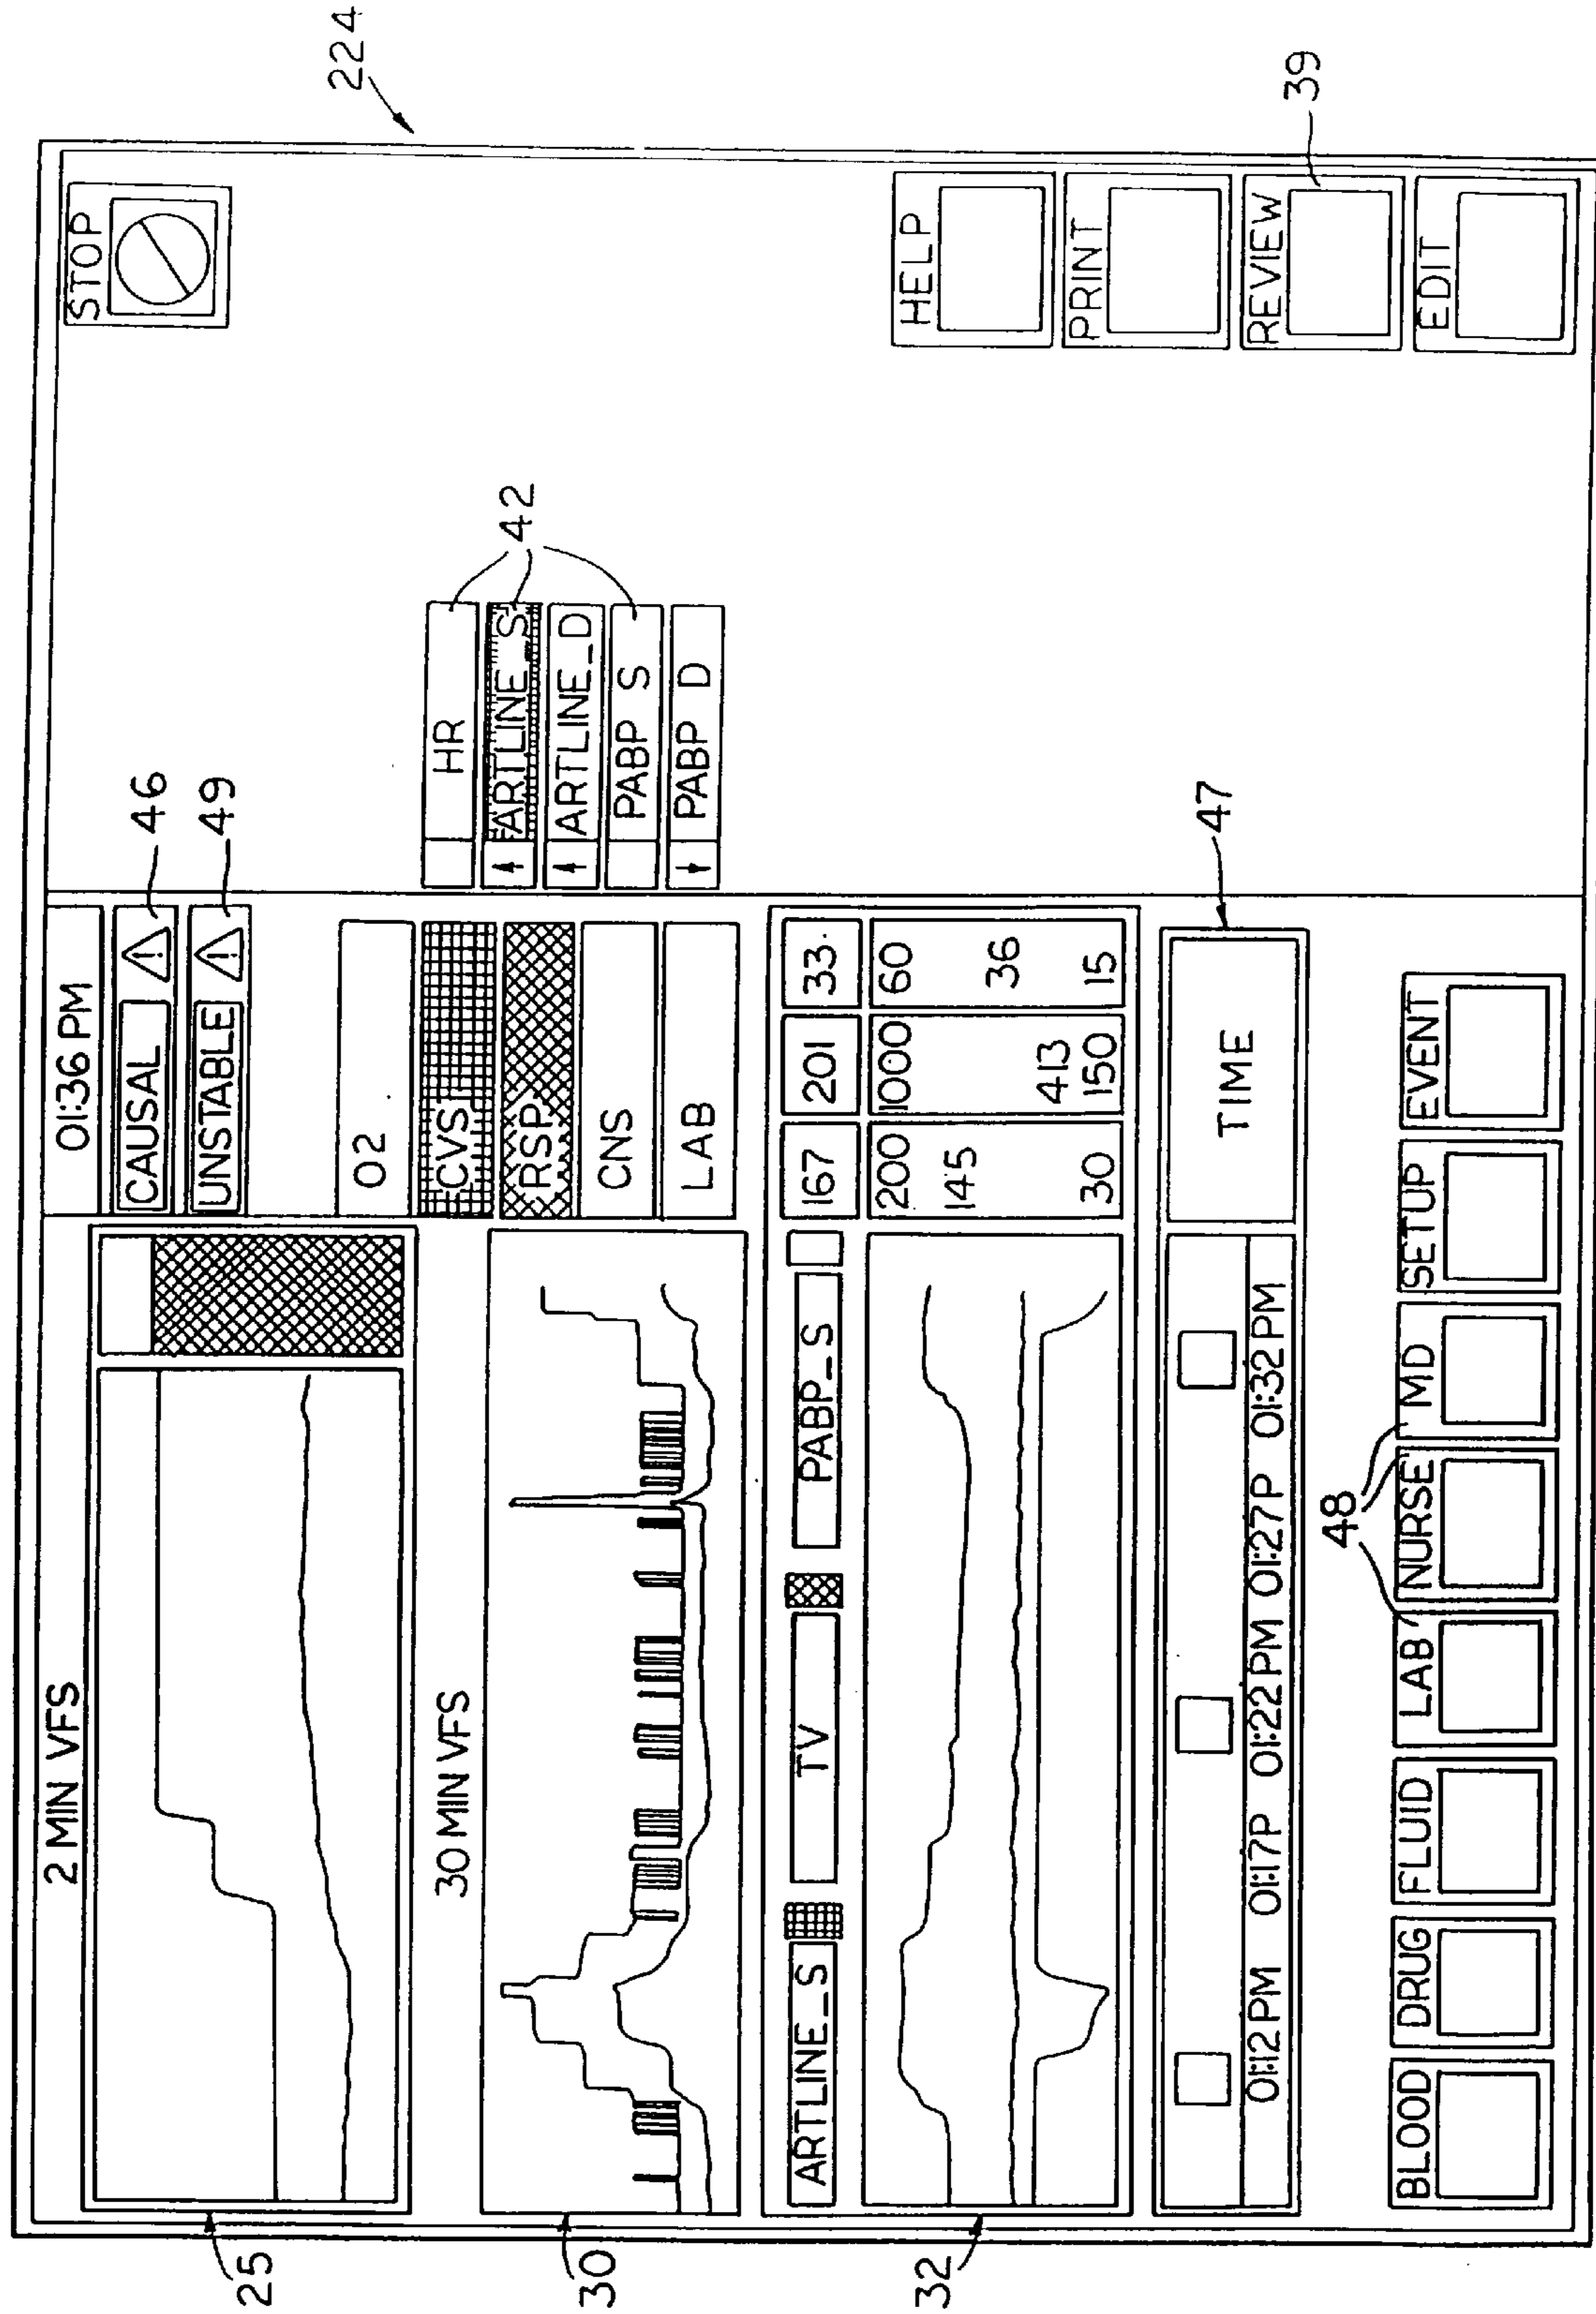 224
2 MIN VFS
01:36 PM
STOP
CAUSAL
46
UNSTABLE
49
25
30 MIN VFS
O2
CVS
RSP
CNS
LAB
HR
ARTLINE_S
ARTLINE_D
PABP S
PABP D
42
30
ARTLINE_S
TV
PABP_S
167
201
33
200
1000
60
145
413
36
30
150
15
32
TIME
47
01:12 PM
01:17P
01:22 PM
01:27P
01:32 PM
48
BLOOD
DRUG
FLUID
LAB
NURSE
MD
SETUP
EVENT
HELP
PRINT
REVIEW
EDIT
39